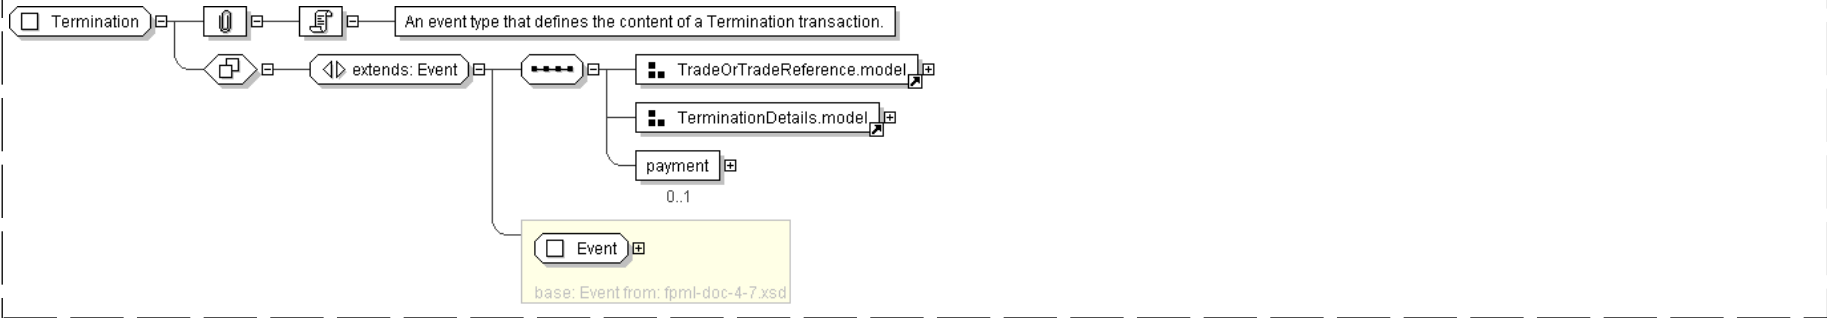 Termination
An event type that defines the content of a Termination transaction.
extends: Event
TradeOrTradeReference.model
TerminationDetails.model
payment
0..1
Event
base: Event from: fpml-doc-4-7.xsd